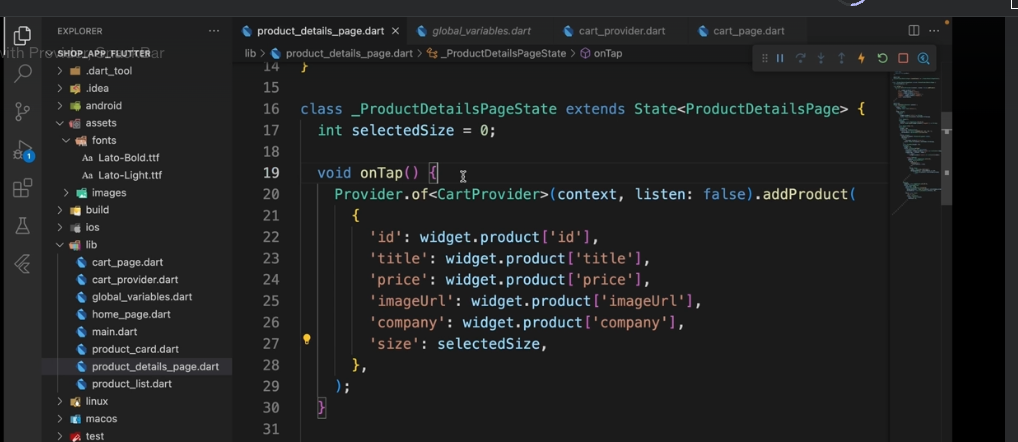 EXPLORER
SHOP_APP_FLUTTER
.dart_tool
.idea
android
assets
fonts
Aa Lato-Bold.ttf
Aa Lato-Light.ttf
images
build
ios
lib
cart_page.dart
cart_provider.dart
global_variables.dart
home_page.dart
main.dart
product_card.dart
product_details_page.dart
product_list.dart
linux
macos
test
1
product_details_page.dart
global_variables.dart
cart_provider.dart
cart_page.dart
lib > product_details_page.dart > _ProductDetailsPageState > onTap
14 }
15
16 class _ProductDetailsPageState extends State<ProductDetailsPage> {
17 int selectedSize = 0;
18
19 void onTap() {
20 Provider.of<CartProvider>(context, listen: false).addProduct(
21 {
22 'id': widget.product['id'],
23 'title': widget.product['title'],
24 'price': widget.product['price'],
25 'imageUrl': widget.product['imageUrl'],
26 'company': widget.product['company'],
27 'size': selectedSize,
28 },
29 );
30 }
31